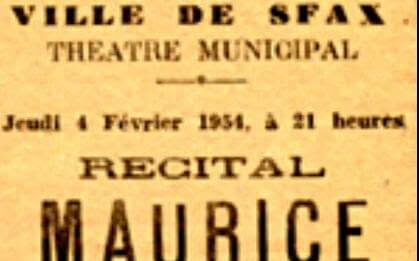 VILLE DE SFAX
THEATRE MUNICIPAL
Jeudi 4 Février 1954, à 21 heures
RECITAL
MAURICE